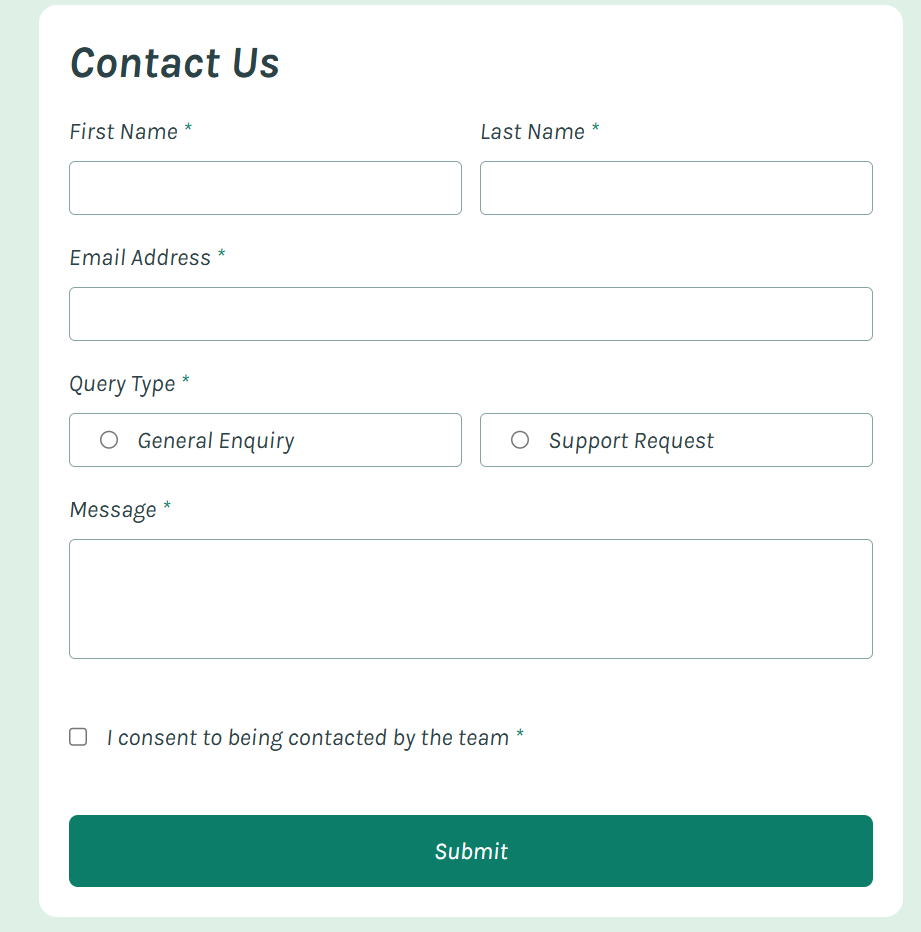 Contact Us
First Name * Last Name *
Email Address *
Query Type *
General Enquiry Support Request
Message *
I consent to being contacted by the team *
Submit